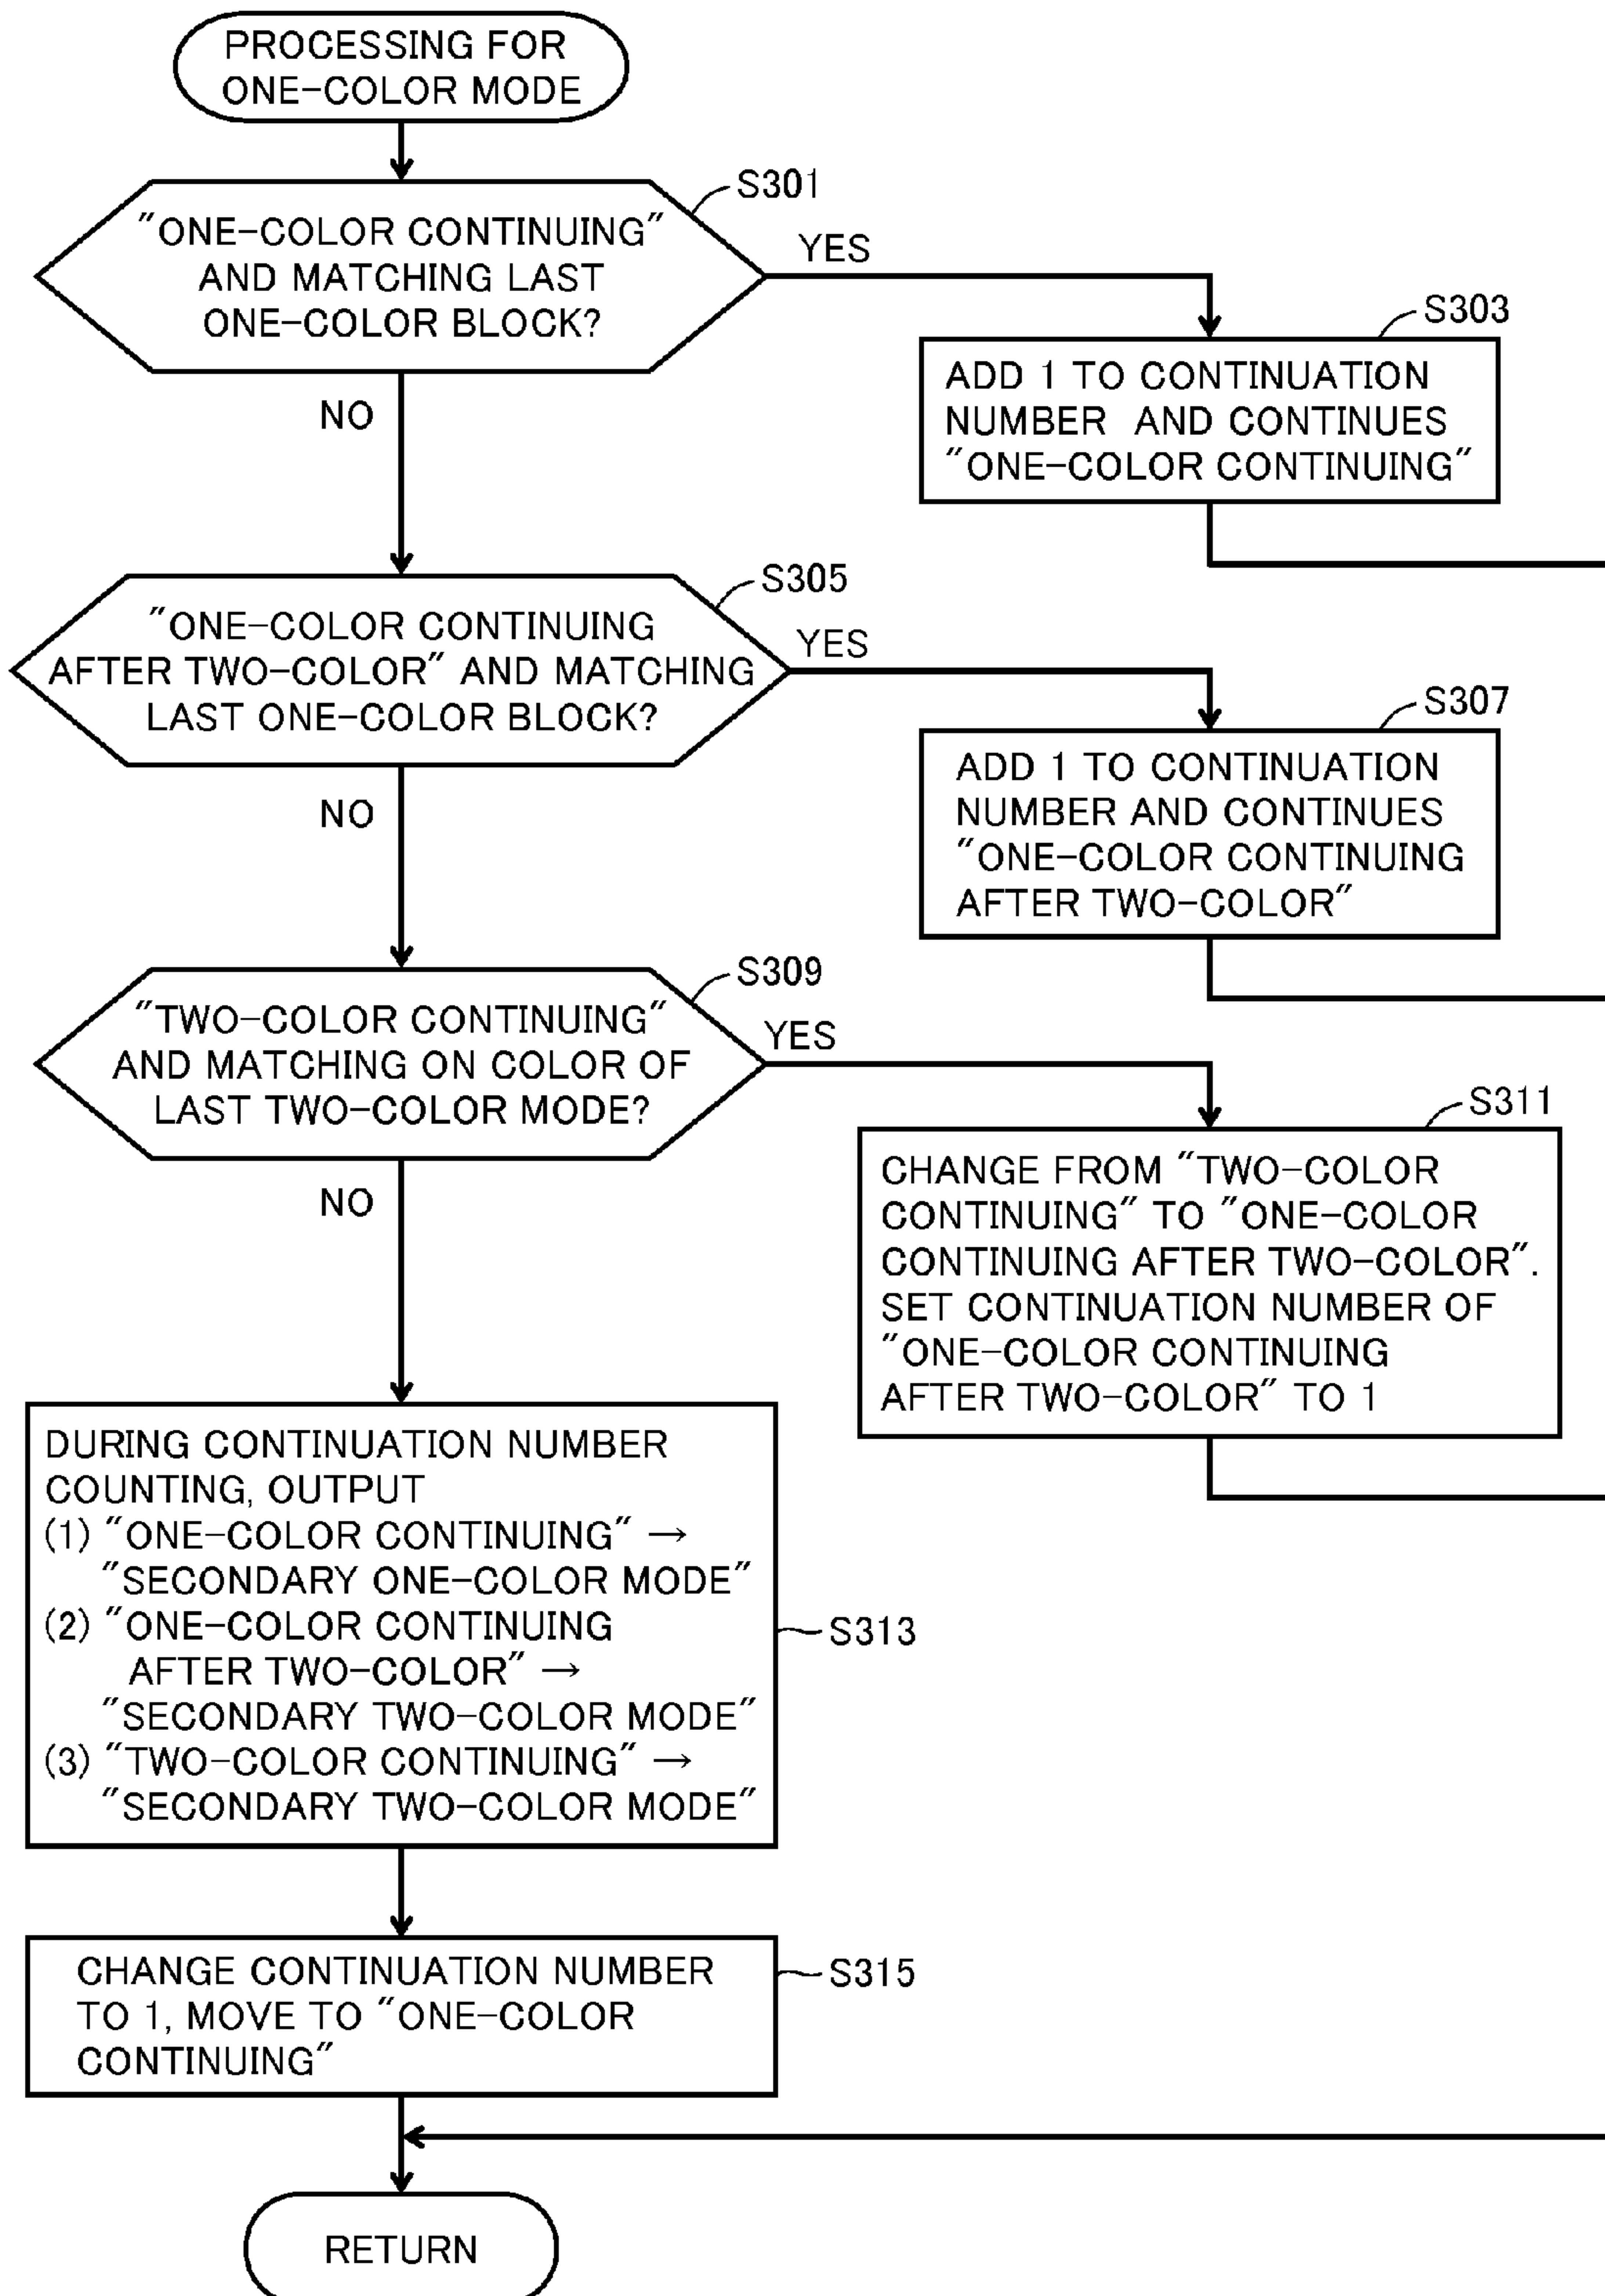 PROCESSING FOR
ONE-COLOR MODE
S301
"ONE-COLOR CONTINUING"
AND MATCHING LAST
ONE-COLOR BLOCK?
YES
NO
S303
ADD 1 TO CONTINUATION
NUMBER AND CONTINUES
"ONE-COLOR CONTINUING"
S305
"ONE-COLOR CONTINUING
AFTER TWO-COLOR" AND MATCHING
LAST ONE-COLOR BLOCK?
YES
NO
S307
ADD 1 TO CONTINUATION
NUMBER AND CONTINUES
"ONE-COLOR CONTINUING
AFTER TWO-COLOR"
S309
"TWO-COLOR CONTINUING"
AND MATCHING ON COLOR OF
LAST TWO-COLOR MODE?
YES
NO
S311
CHANGE FROM "TWO-COLOR
CONTINUING" TO "ONE-COLOR
CONTINUING AFTER TWO-COLOR".
SET CONTINUATION NUMBER OF
"ONE-COLOR CONTINUING
AFTER TWO-COLOR" TO 1
DURING CONTINUATION NUMBER
COUNTING, OUTPUT
(1) "ONE-COLOR CONTINUING" →
"SECONDARY ONE-COLOR MODE"
(2) "ONE-COLOR CONTINUING
AFTER TWO-COLOR" →
"SECONDARY TWO-COLOR MODE"
(3) "TWO-COLOR CONTINUING" →
"SECONDARY TWO-COLOR MODE"
S313
CHANGE CONTINUATION NUMBER
TO 1, MOVE TO "ONE-COLOR
CONTINUING"
S315
RETURN